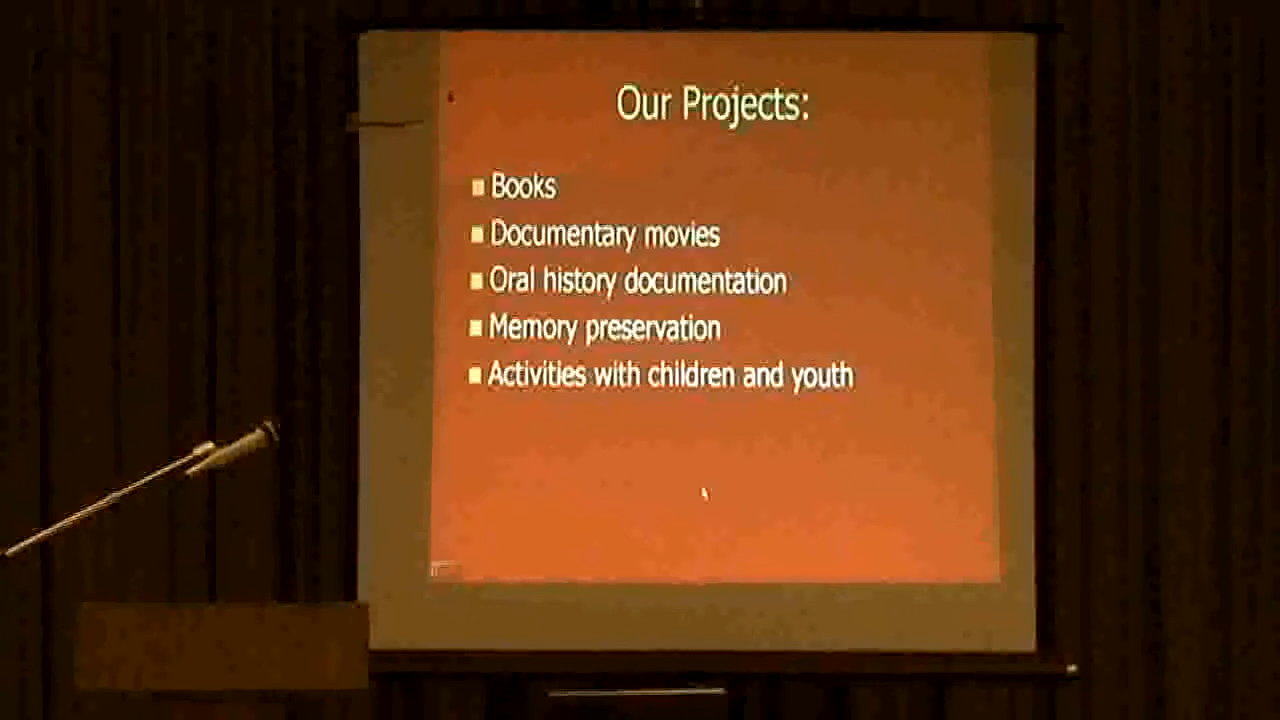 Our Projects:
Books
Documentary movies
Oral history documentation
Memory preservation
Activities with children and youth